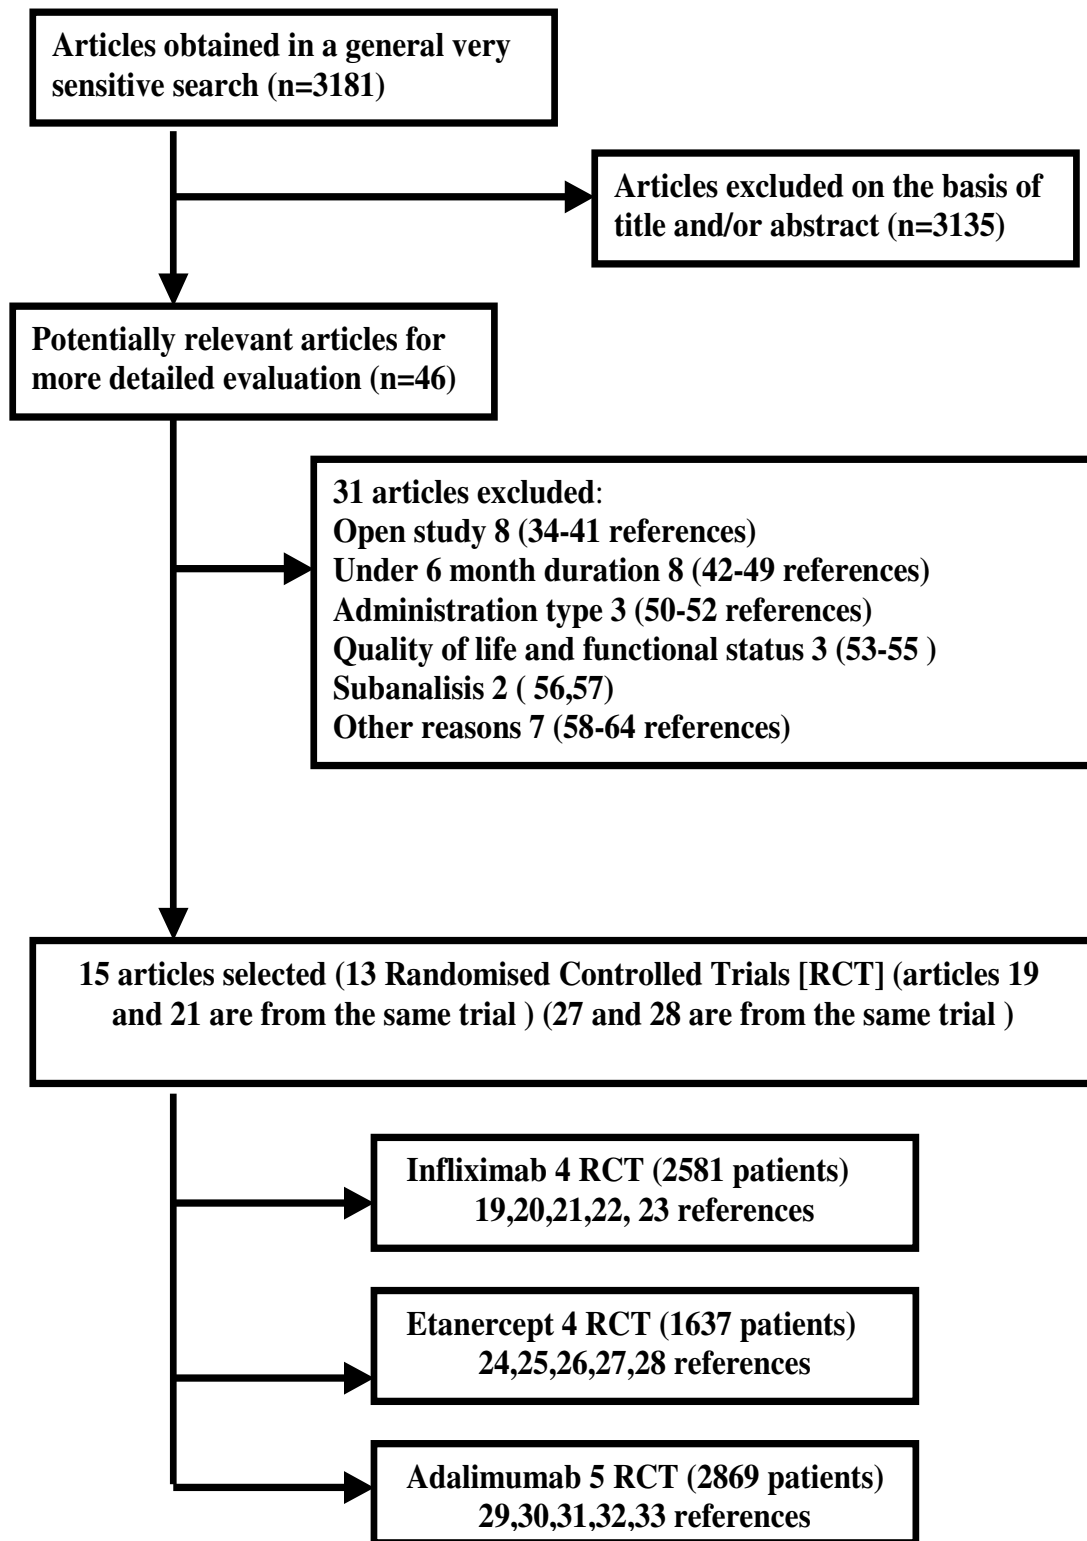 Articles obtained in a general very
sensitive search (n=3181)
Articles excluded on the basis of
title and/or abstract (n=3135)
Potentially relevant articles for
more detailed evaluation (n=46)
31 articles excluded:
Open study 8 (34-41 references)
Under 6 month duration 8 (42-49 references)
Administration type 3 (50-52 references)
Quality of life and functional status 3 (53-55 )
Subanalisis 2 ( 56,57)
Other reasons 7 (58-64 references)
15 articles selected (13 Randomised Controlled Trials [RCT] (articles 19
and 21 are from the same trial ) (27 and 28 are from the same trial )
Infliximab 4 RCT (2581 patients)
19,20,21,22, 23 references
Etanercept 4 RCT (1637 patients)
24,25,26,27,28 references
Adalimumab 5 RCT (2869 patients)
29,30,31,32,33 references